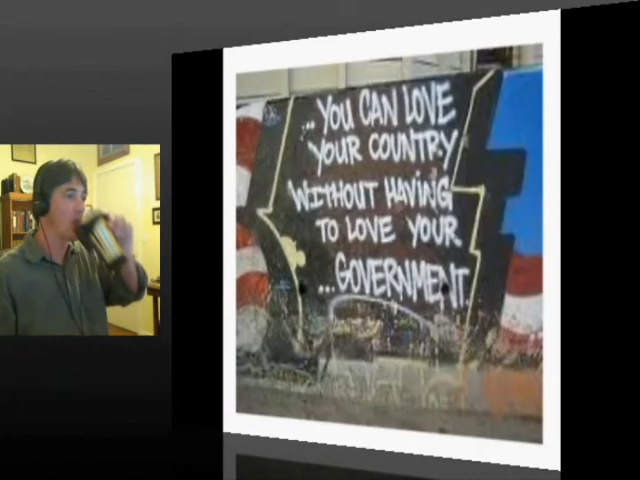 ...YOU CAN LOVE
YOUR COUNTRY
WITHOUT HAVING
TO LOVE YOUR
...GOVERNMENT.